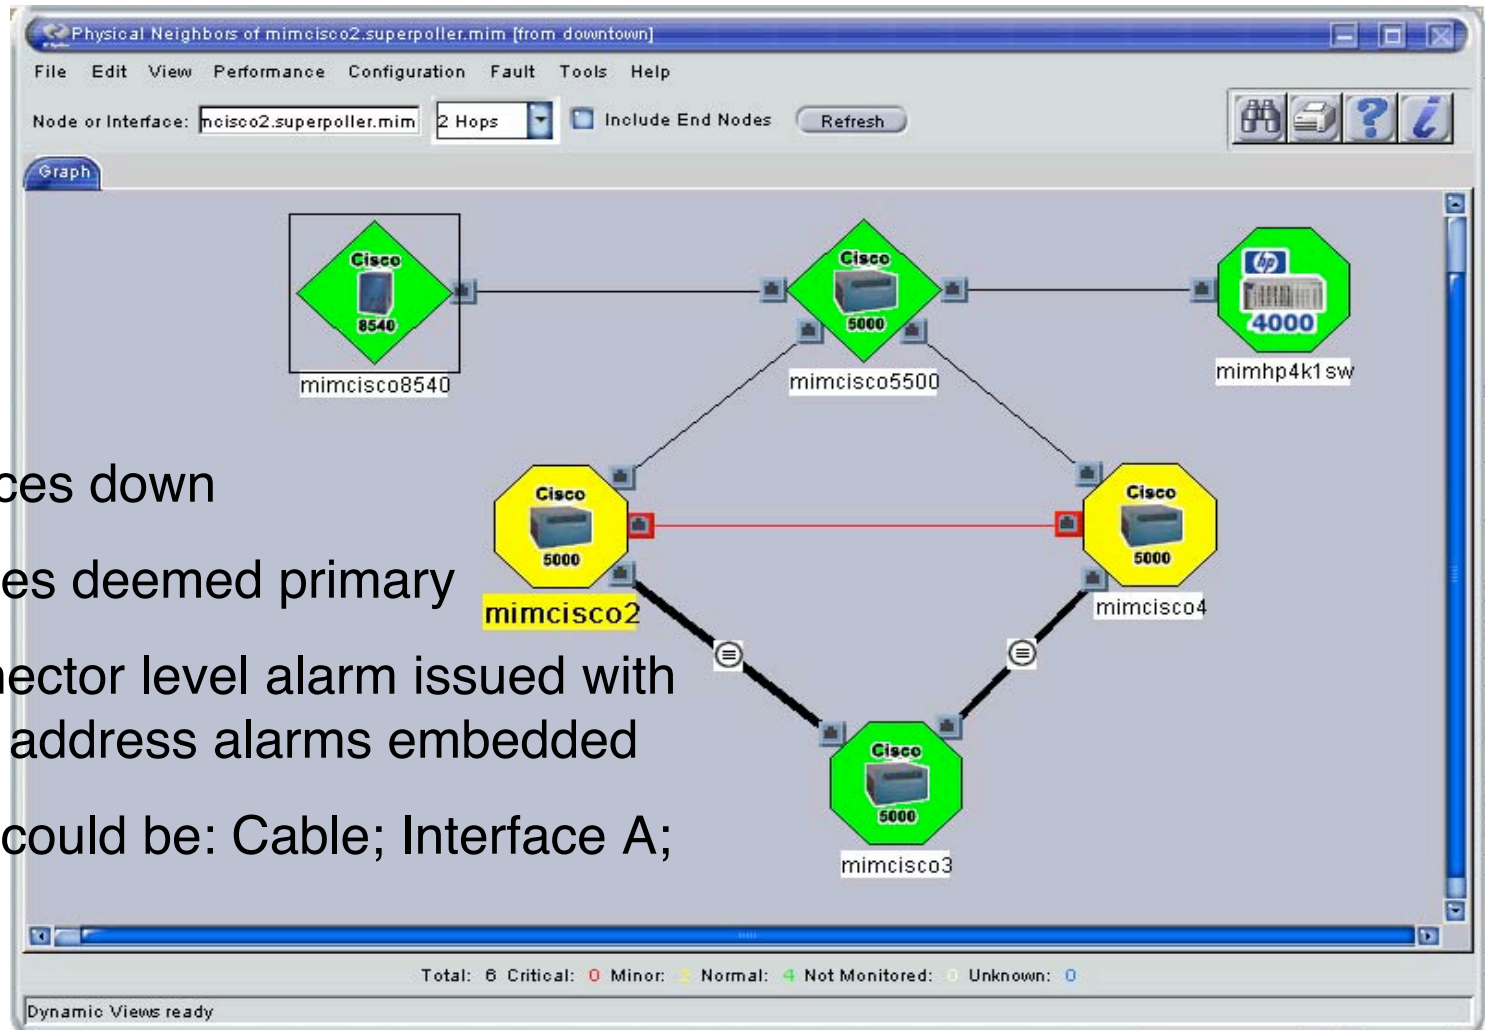 Physical Neighbors of mimcisco2.superpoller.mim [from downtown]
File Edit View Performance Configuration Fault Tools Help
Node or Interface: ncisco2.superpoller.mim 2 Hops Include End Nodes Refresh
Graph
Cisco
8540
mimcisco8540
Cisco
5000
mimcisco5500
hp
4000
mimhp4k1sw
ces down
es deemed primary
nector level alarm issued with
address alarms embedded
could be: Cable; Interface A;
Cisco
5000
mimcisco2
Cisco
5000
mimcisco4
Cisco
5000
mimcisco3
Total: 6 Critical: 0 Minor: Normal: 4 Not Monitored: 0 Unknown: 0
Dynamic Views ready